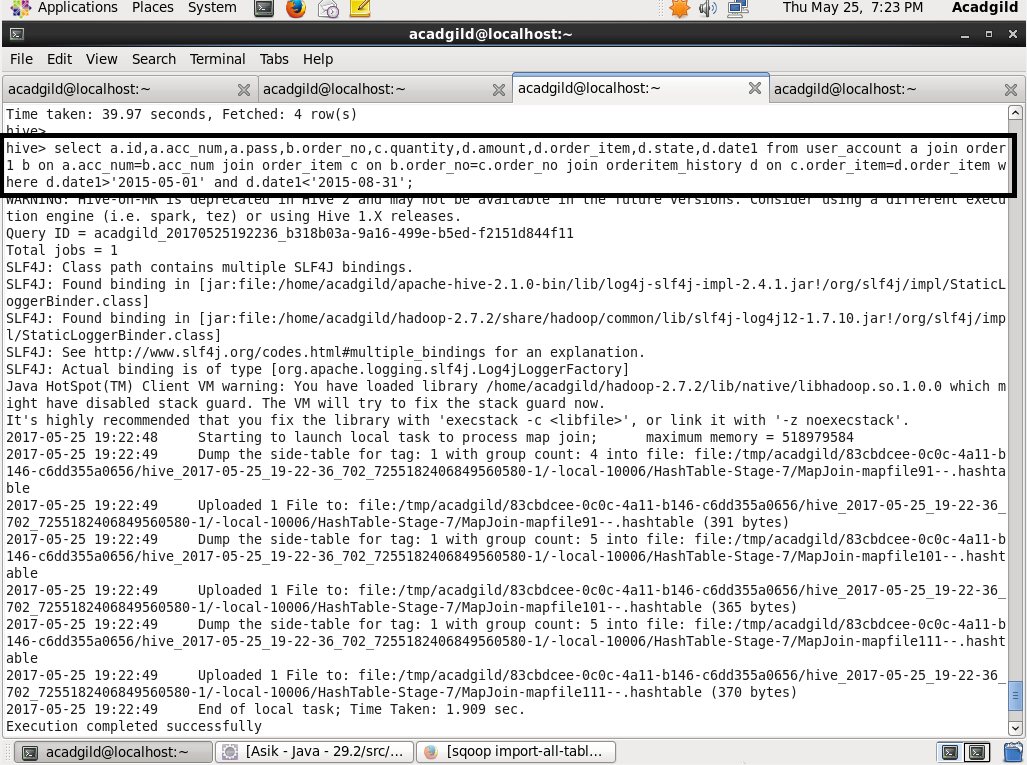 Applications Places System Thu May 25, 7:23 PM Acadgild
acadgild@localhost:~
File Edit View Search Terminal Tabs Help
acadgild@localhost:~ acadgild@localhost:~ acadgild@localhost:~ acadgild@localhost:~
Time taken: 39.97 seconds, Fetched: 4 row(s)
hive>
hive> select a.id,a.acc_num,a.pass,b.order_no,c.quantity,d.amount,d.order_item,d.state,d.date1 from user_account a join order
1 b on a.acc_num=b.acc_num join order_item c on b.order_no=c.order_no join orderitem_history d on c.order_item=d.order_item w
here d.date1>'2015-05-01' and d.date1<'2015-08-31';
WARNING: Hive-on-MR is deprecated in Hive 2 and may not be available in the future versions. Consider using a different execu
tion engine (i.e. spark, tez) or using Hive 1.X releases.
Query ID = acadgild_20170525192236_b318b03a-9a16-499e-b5ed-f2151d844f11
Total jobs = 1
SLF4J: Class path contains multiple SLF4J bindings.
SLF4J: Found binding in [jar:file:/home/acadgild/apache-hive-2.1.0-bin/lib/log4j-slf4j-impl-2.4.1.jar!/org/slf4j/impl/StaticL
oggerBinder.class]
SLF4J: Found binding in [jar:file:/home/acadgild/hadoop-2.7.2/share/hadoop/common/lib/slf4j-log4j12-1.7.10.jar!/org/slf4j/imp
l/StaticLoggerBinder.class]
SLF4J: See http://www.slf4j.org/codes.html#multiple_bindings for an explanation.
SLF4J: Actual binding is of type [org.apache.logging.slf4j.Log4jLoggerFactory]
Java HotSpot(TM) Client VM warning: You have loaded library /home/acadgild/hadoop-2.7.2/lib/native/libhadoop.so.1.0.0 which m
ight have disabled stack guard. The VM will try to fix the stack guard now.
It's highly recommended that you fix the library with 'execstack -c <libfile>', or link it with '-z noexecstack'.
2017-05-25 19:22:48 Starting to launch local task to process map join; maximum memory = 518979584
2017-05-25 19:22:49 Dump the side-table for tag: 1 with group count: 4 into file: file:/tmp/acadgild/83cbdcee-0c0c-4a11-b
146-c6dd355a0656/hive_2017-05-25_19-22-36_702_7255182406849560580-1/-local-10006/HashTable-Stage-7/MapJoin-mapfile91--.hashta
ble
2017-05-25 19:22:49 Uploaded 1 File to: file:/tmp/acadgild/83cbdcee-0c0c-4a11-b146-c6dd355a0656/hive_2017-05-25_19-22-36_
702_7255182406849560580-1/-local-10006/HashTable-Stage-7/MapJoin-mapfile91--.hashtable (391 bytes)
2017-05-25 19:22:49 Dump the side-table for tag: 1 with group count: 5 into file: file:/tmp/acadgild/83cbdcee-0c0c-4a11-b
146-c6dd355a0656/hive_2017-05-25_19-22-36_702_7255182406849560580-1/-local-10006/HashTable-Stage-7/MapJoin-mapfile101--.hasht
able
2017-05-25 19:22:49 Uploaded 1 File to: file:/tmp/acadgild/83cbdcee-0c0c-4a11-b146-c6dd355a0656/hive_2017-05-25_19-22-36_
702_7255182406849560580-1/-local-10006/HashTable-Stage-7/MapJoin-mapfile101--.hashtable (365 bytes)
2017-05-25 19:22:49 Dump the side-table for tag: 1 with group count: 5 into file: file:/tmp/acadgild/83cbdcee-0c0c-4a11-b
146-c6dd355a0656/hive_2017-05-25_19-22-36_702_7255182406849560580-1/-local-10006/HashTable-Stage-7/MapJoin-mapfile111--.hasht
able
2017-05-25 19:22:49 Uploaded 1 File to: file:/tmp/acadgild/83cbdcee-0c0c-4a11-b146-c6dd355a0656/hive_2017-05-25_19-22-36_
702_7255182406849560580-1/-local-10006/HashTable-Stage-7/MapJoin-mapfile111--.hashtable (370 bytes)
2017-05-25 19:22:49 End of local task; Time Taken: 1.909 sec.
Execution completed successfully
acadgild@localhost:~ [Asik - Java - 29.2/src/... [sqoop import-all-tabl...